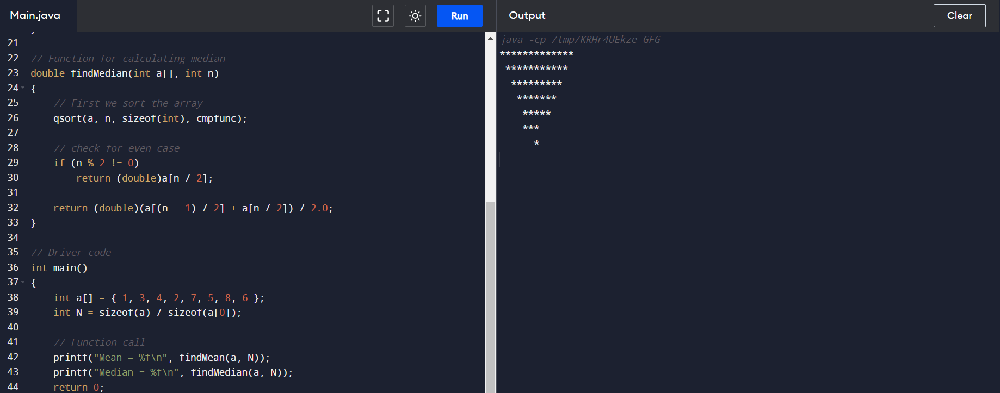 Main.java
Run
21
22 // Function for calculating median
23 double findMedian(int a[], int n)
24 {
25     // First we sort the array
26     qsort(a, n, sizeof(int), cmpfunc);
27
28     // check for even case
29     if (n % 2 != 0)
30         return (double)a[n / 2];
31
32     return (double)(a[(n - 1) / 2] + a[n / 2]) / 2.0;
33 }
34
35 // Driver code
36 int main()
37 {
38     int a[] = { 1, 3, 4, 2, 7, 5, 8, 6 };
39     int N = sizeof(a) / sizeof(a[0]);
40
41     // Function call
42     printf("Mean = %f\n", findMean(a, N));
43     printf("Median = %f\n", findMedian(a, N));
44     return 0;
Output
Clear
java -cp /tmp/KRHr4UEkze GFG
*************
 ***********
  *********
   *******
    *****
    ***
      *